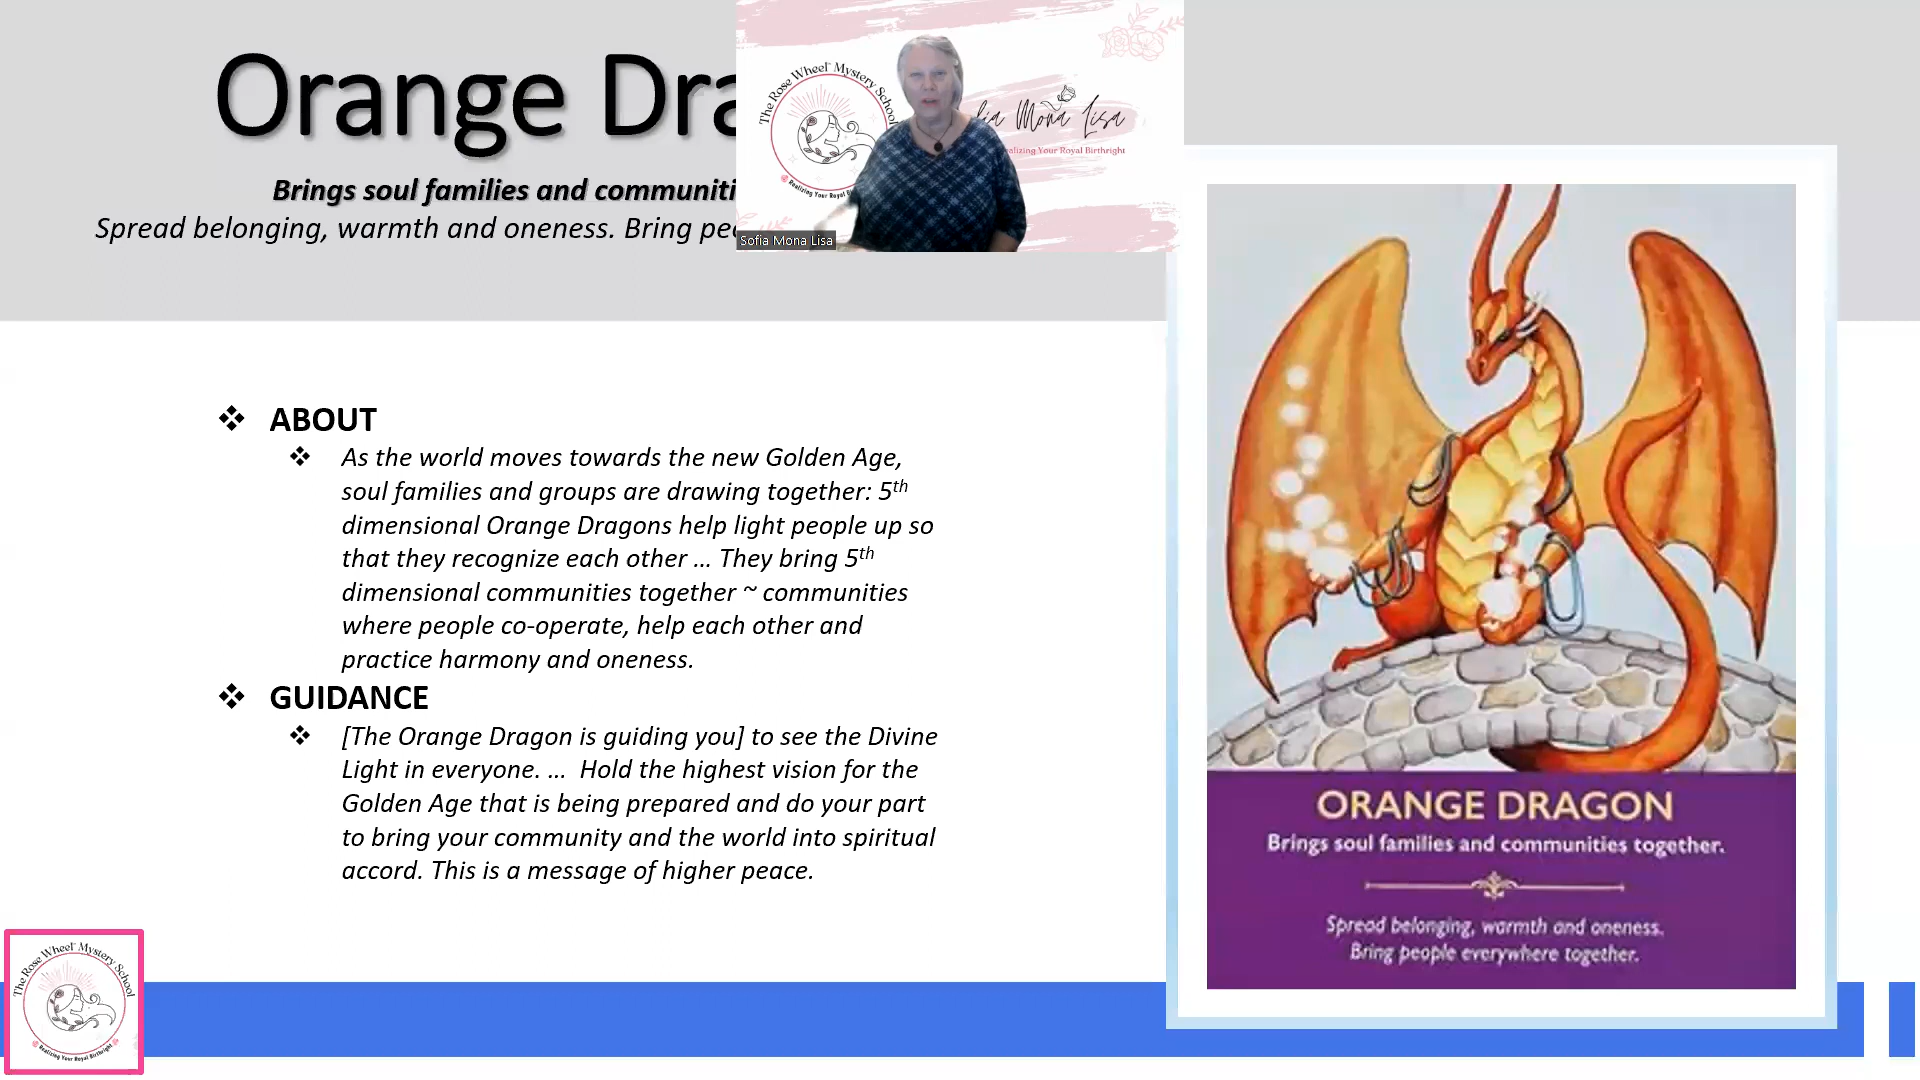 Orange Dra
Brings soul families and communiti
Spread belonging, warmth and oneness. Bring pe
The Rose Wheel Mystery School
Realizing Your Royal Bi
Mona Lisa
ealizing Your Royal Birthright
Sofia Mona Lisa
❖ ABOUT
❖ As the world moves towards the new Golden Age,
soul families and groups are drawing together: 5th
dimensional Orange Dragons help light people up so
that they recognize each other ... They bring 5th
dimensional communities together ~ communities
where people co-operate, help each other and
practice harmony and oneness.
❖ GUIDANCE
❖ [The Orange Dragon is guiding you] to see the Divine
Light in everyone. ... Hold the highest vision for the
Golden Age that is being prepared and do your part
to bring your community and the world into spiritual
accord. This is a message of higher peace.
ORANGE DRAGON
Brings soul families and communities together.
Spread belonging, warmth and oneness.
Bring people everywhere together.
The Rose Wheel™ Mystery School
Realizing Your Royal Birthright